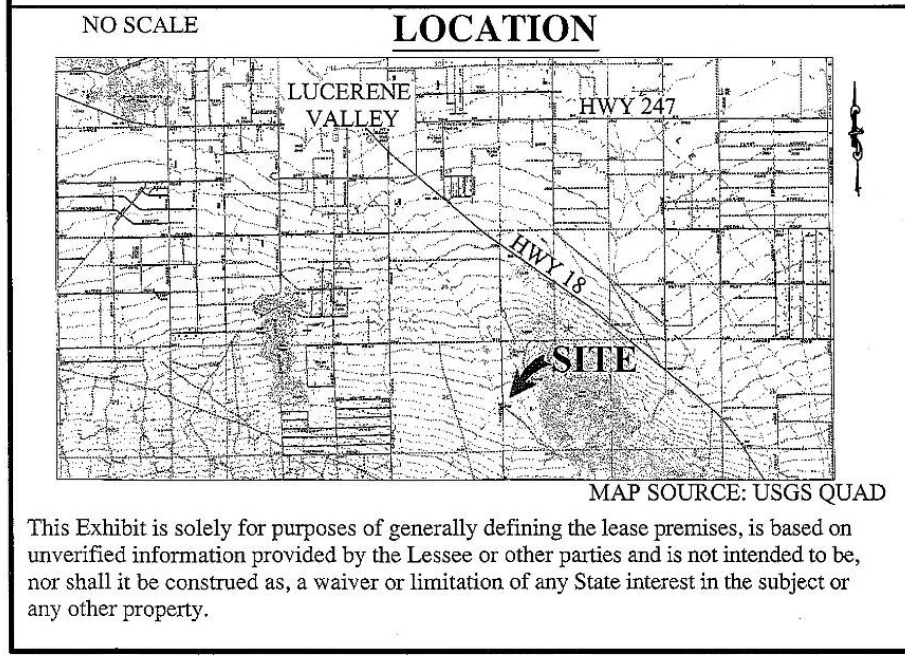 NO SCALE
LOCATION
LUCERENE
VALLEY
HWY 247
HWY 18
SITE
MAP SOURCE: USGS QUAD
This Exhibit is solely for purposes of generally defining the lease premises, is based on
unverified information provided by the Lessee or other parties and is not intended to be,
nor shall it be construed as, a waiver or limitation of any State interest in the subject or
any other property.